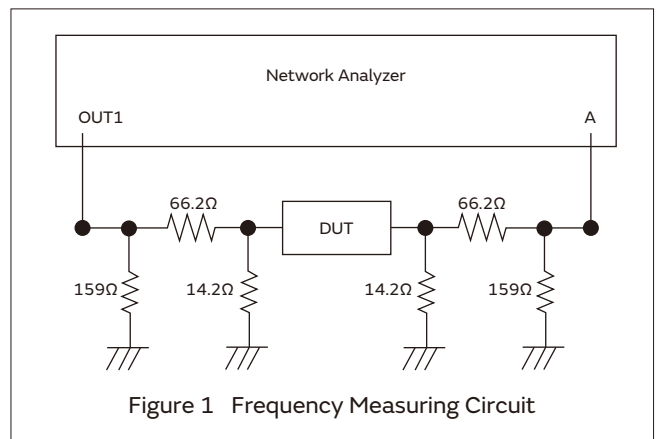 Network Analyzer
OUT1 A
66.2Ω 66.2Ω
DUT
159Ω 14.2Ω 14.2Ω 159Ω
Figure 1 Frequency Measuring Circuit